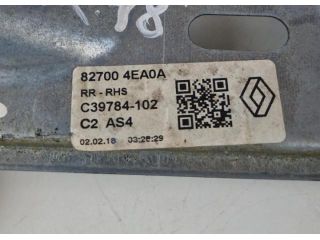 82700 4EA0A
RR - RHS
C39784-102
C2 AS4
02.02.18 03:28:29